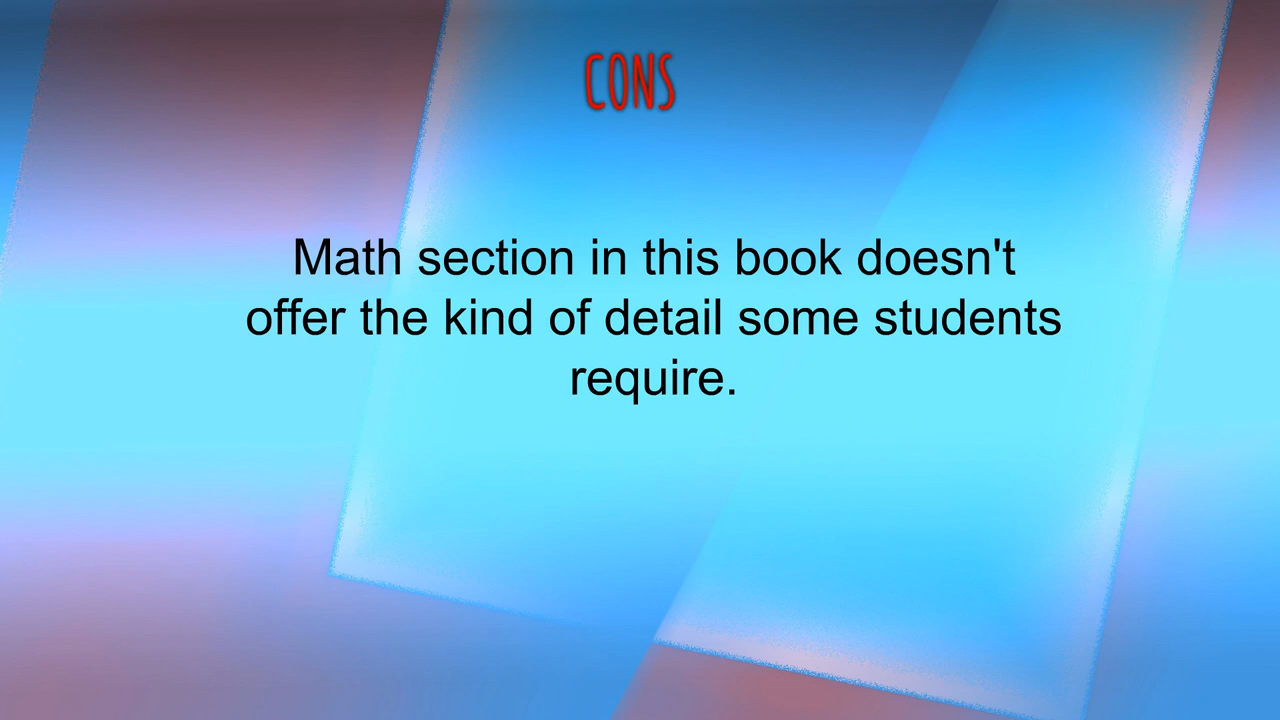 CONS
Math section in this book doesn't
offer the kind of detail some students
require.